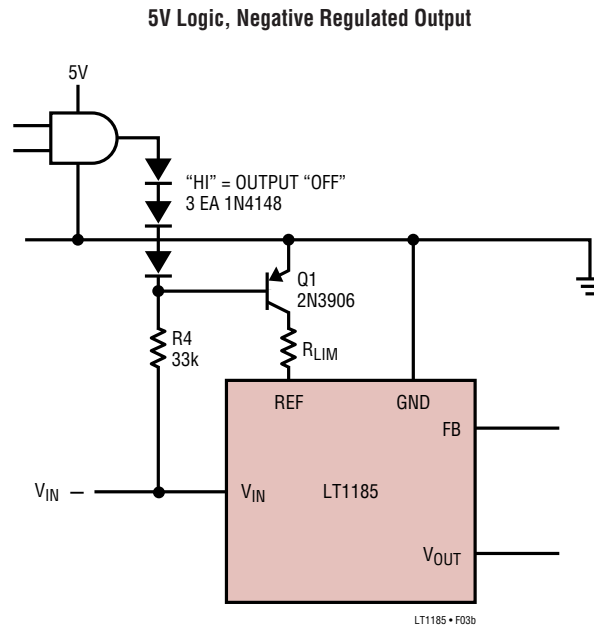 5V Logic, Negative Regulated Output
5V
“HI” = OUTPUT “OFF”
3 EA 1N4148
Q1
2N3906
R4
33k
RLIM
REF
GND
FB
VIN –
VIN
LT1185
VOUT
LT1185 • F03b